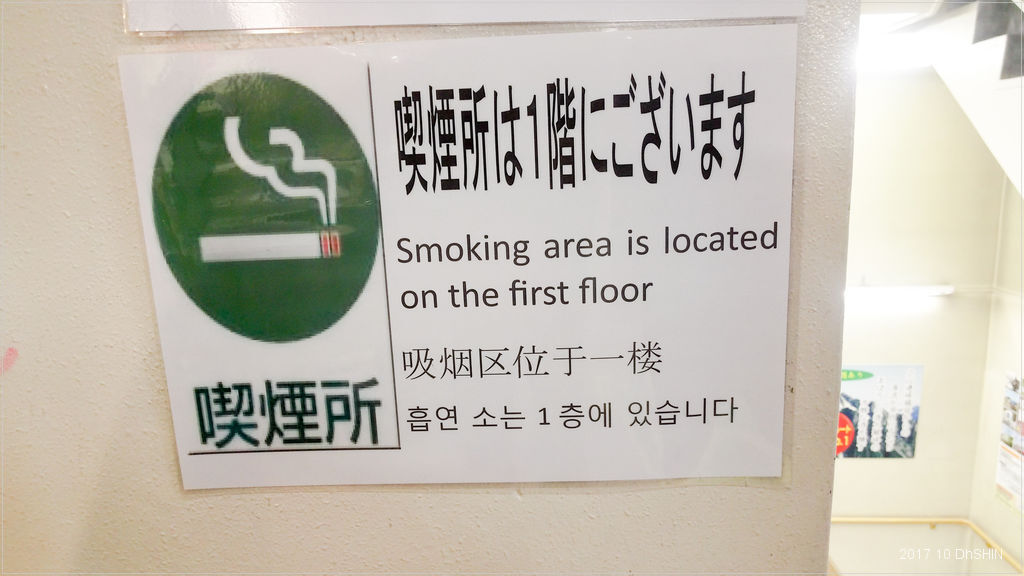 喫煙所
喫煙所は1階にございます
Smoking area is located
on the first floor
吸烟区位于一楼
흡연 소는 1 층에 있습니다
2017 10 DhSHIN